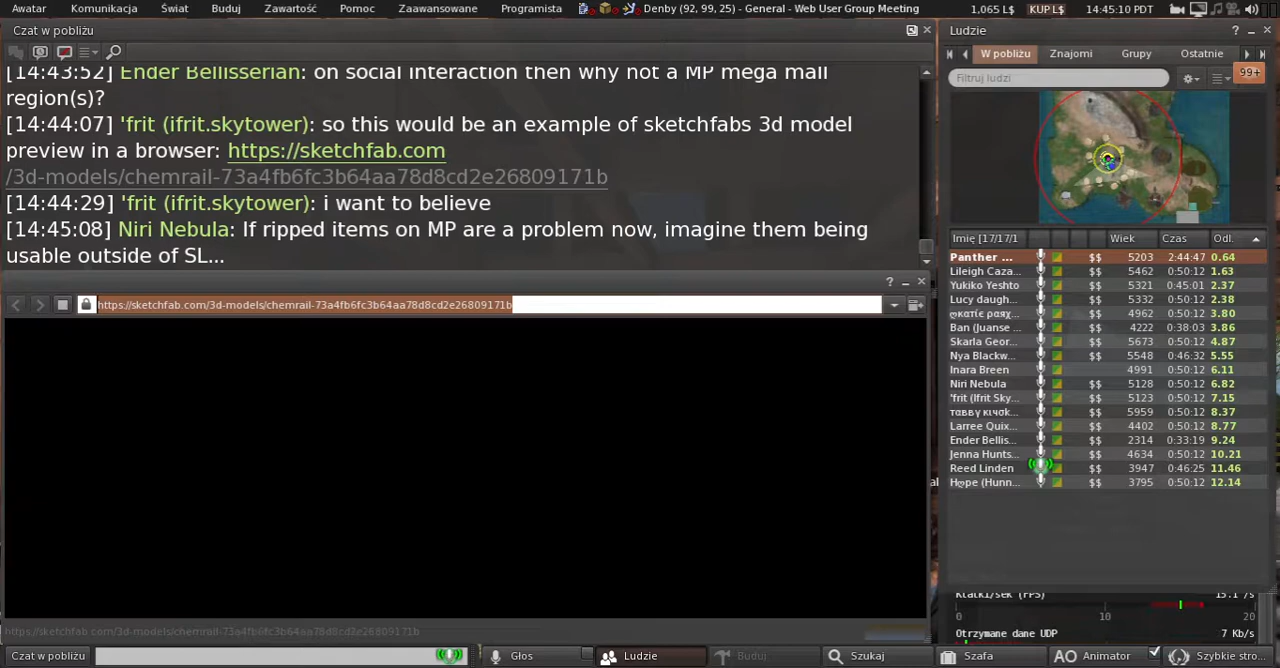 Awatar Komunikacja Świat Buduj Zawartość Pomoc Zaawansowane Programista Denby (92, 99, 25) - General - Web User Group Meeting 1,065 L$ KUP L$ 14:45:10 PDT
Czat w pobliżu
[14:43:52] Ender Bellisserian: on social interaction then why not a MP mega mall
region(s)?
[14:44:07] 'frit (ifrit.skytower): so this would be an example of sketchfabs 3d model
preview in a browser: https://sketchfab.com
/3d-models/chemrail-73a4fb6fc3b64aa78d8cd2e26809171b
[14:44:29] 'frit (ifrit.skytower): i want to believe
[14:45:08] Niri Nebula: If ripped items on MP are a problem now, imagine them being
usable outside of SL...
https://sketchfab.com/3d-models/chemrail-73a4fb6fc3b64aa78d8cd2e26809171b
https://sketchfab.com/3d-models/chemrail-73a4fb6fc3b64aa78d8cd2e26809171b
Ludzie
W pobliżu Znajomi Grupy Ostatnie
Filtruj ludzi 99+
Imię [17/17/1 Wiek Czas Odl.
Panther ... $$ 5203 2:44:47 0.64
Lileigh Caza... $$ 5462 0:50:12 1.63
Yukiko Yeshto $$ 5321 0:45:01 2.37
Lucy daugh... $$ 5332 0:50:12 2.38
$$ 4962 0:50:12 3.80
Ban (Juanse ... $$ 4222 0:38:03 3.86
Skarla Geor... $$ 5673 0:50:12 4.87
Nya Blackw... $$ 5548 0:46:32 5.55
Inara Breen 4991 0:50:12 6.11
Niri Nebula $$ 5128 0:50:12 6.82
'frit (Ifrit Sky... $$ 5123 0:50:12 7.15
$$ 5959 0:50:12 8.37
Larree Quix... $$ 4402 0:50:12 8.77
Ender Bellis... $$ 2314 0:33:19 9.24
Jenna Hunts... $$ 4634 0:50:12 10.21
Reed Linden $$ 3947 0:46:25 11.46
(Hunn... $$ 3795 0:50:12 12.14
Klatki/sek (FPS) 15.1 /s
0 10 20
Otrzymane dane UDP 7 Kb/s
Czat w pobliżu Głos Ludzie Buduj Szukaj Szafa AO Animator Szybkie stro...